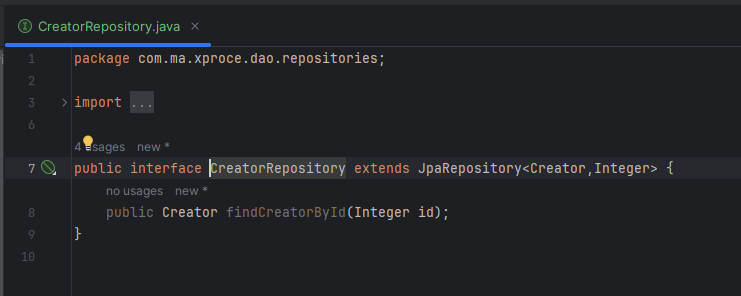 CreatorRepository.java
1 package com.ma.xproce.dao.repositories;
2
3 import ...
6
4 usages new *
7 public interface CreatorRepository extends JpaRepository<Creator,Integer> {
no usages new *
8 public Creator findCreatorById(Integer id);
9 }
10